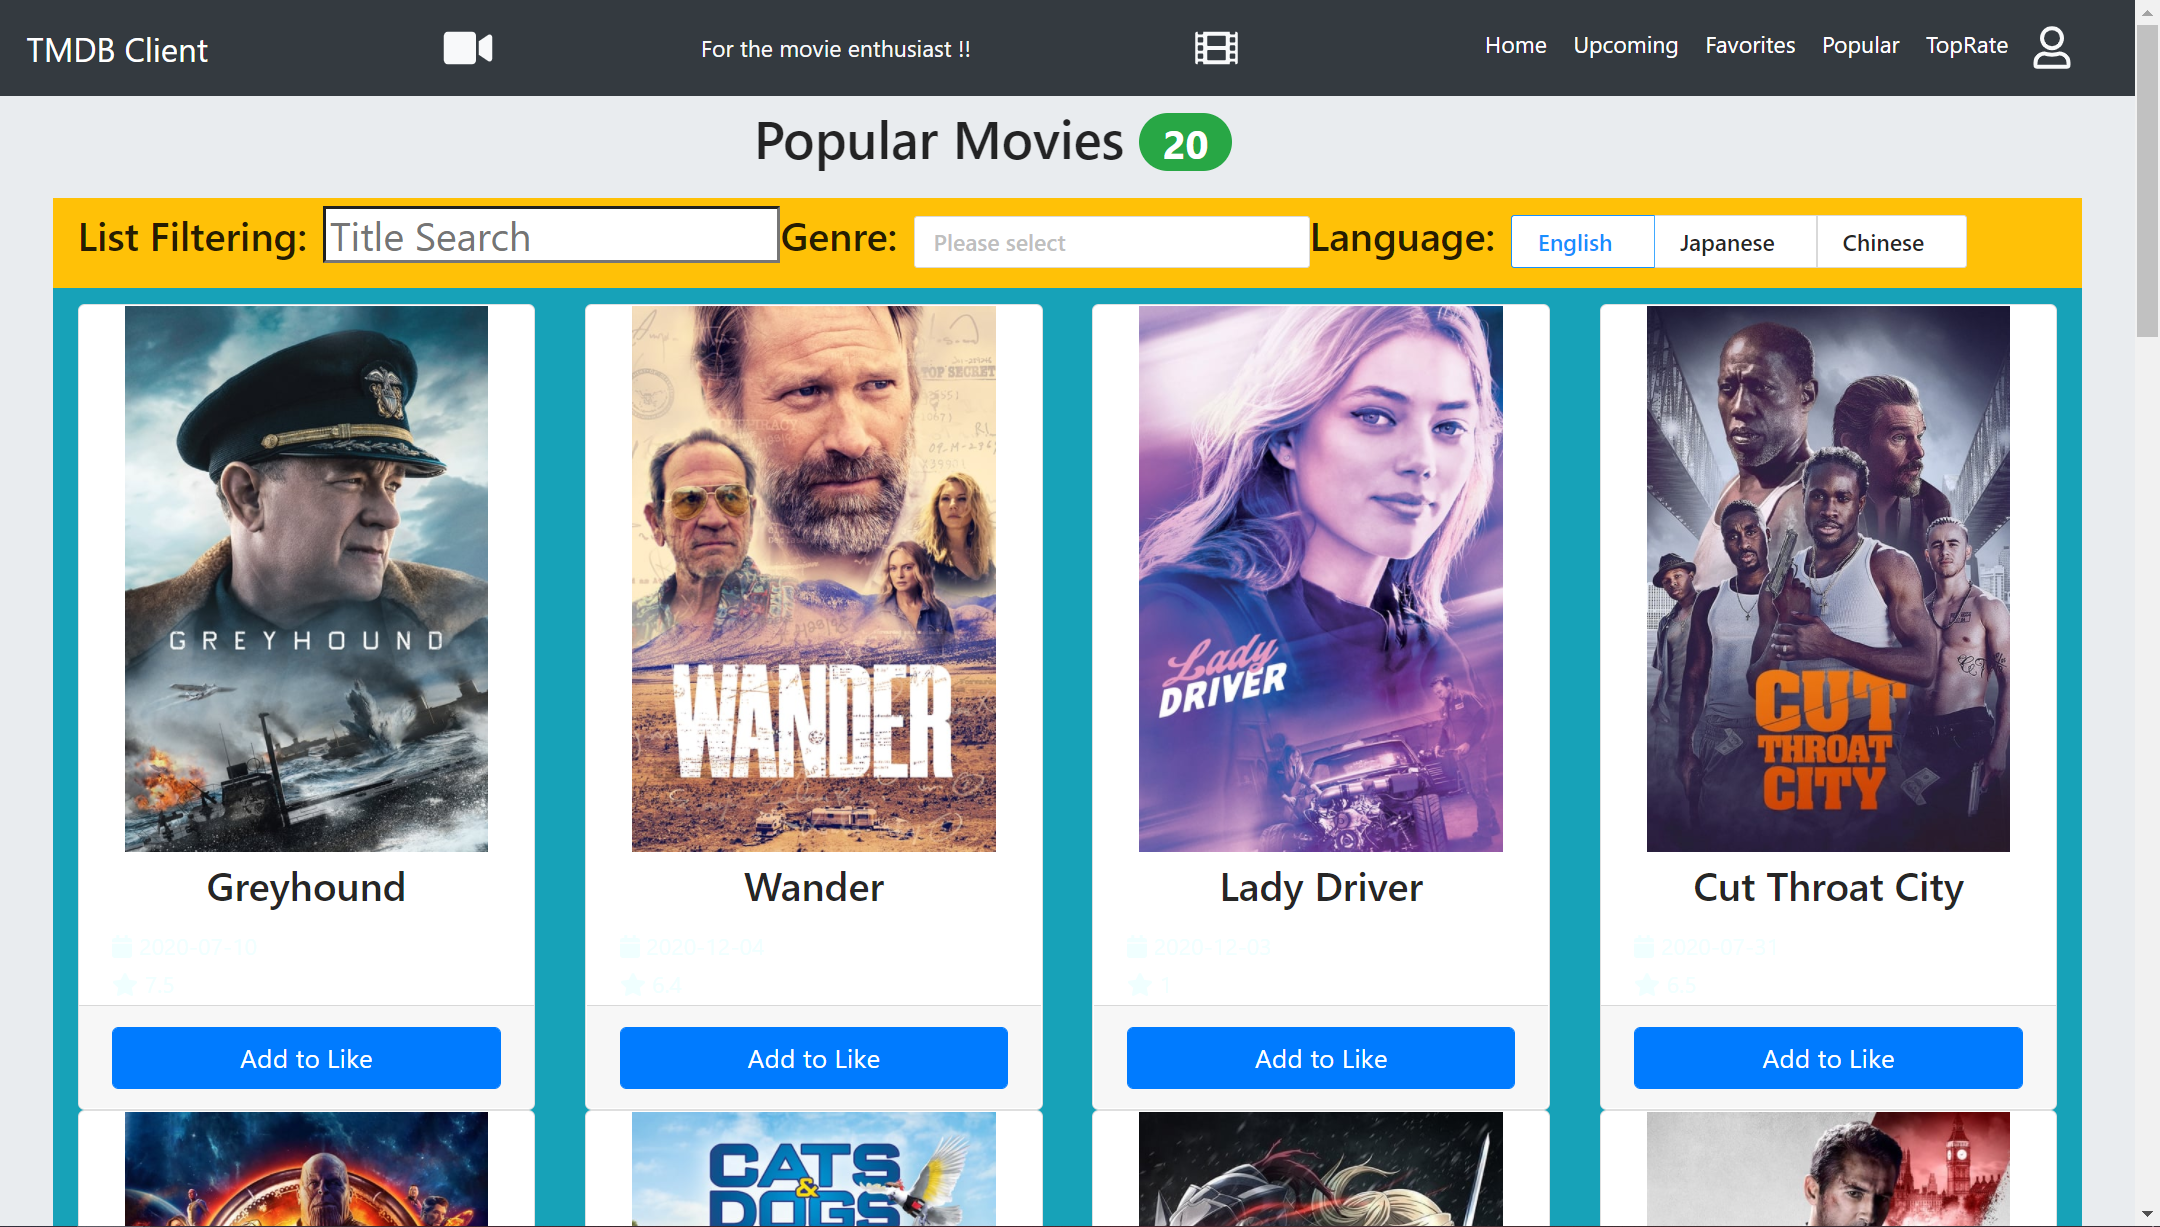 TMDB Client
For the movie enthusiast !!
Home Upcoming Favorites Popular TopRate
Popular Movies 20
List Filtering: Title Search Genre: Please select Language: English Japanese Chinese
GREYHOUND
TOP SECRET
WANDER
Lady
DRIVER
CUT
THROAT
CITY
Greyhound
Wander
Lady Driver
Cut Throat City
2020-07-10
2020-12-04
2020-12-03
2020-07-31
7.5
6.4
1
6.5
Add to Like
Add to Like
Add to Like
Add to Like
CATS
&
DOGS